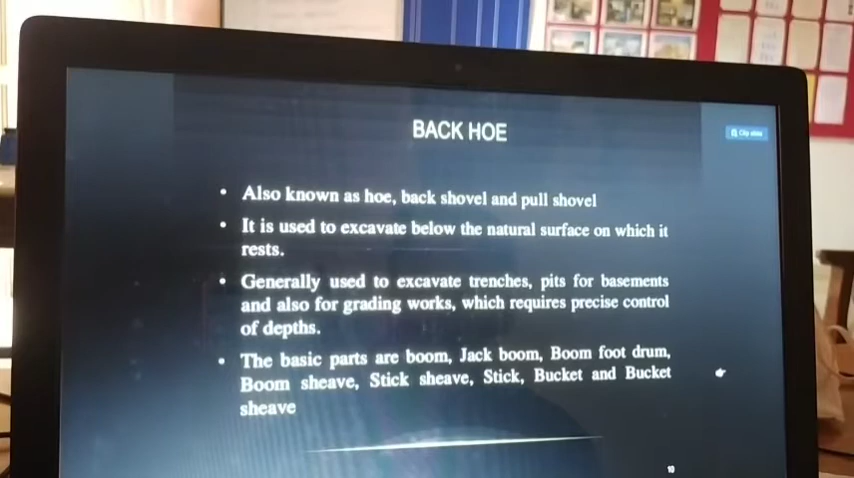 BACK HOE
• Also known as hoe, back shovel and pull shovel
• It is used to excavate below the natural surface on which it
rests.
• Generally used to excavate trenches, pits for basements
and also for grading works, which requires precise control
of depths.
• The basic parts are boom, Jack boom, Boom foot drum,
Boom sheave, Stick sheave, Stick, Bucket and Bucket
sheave
10